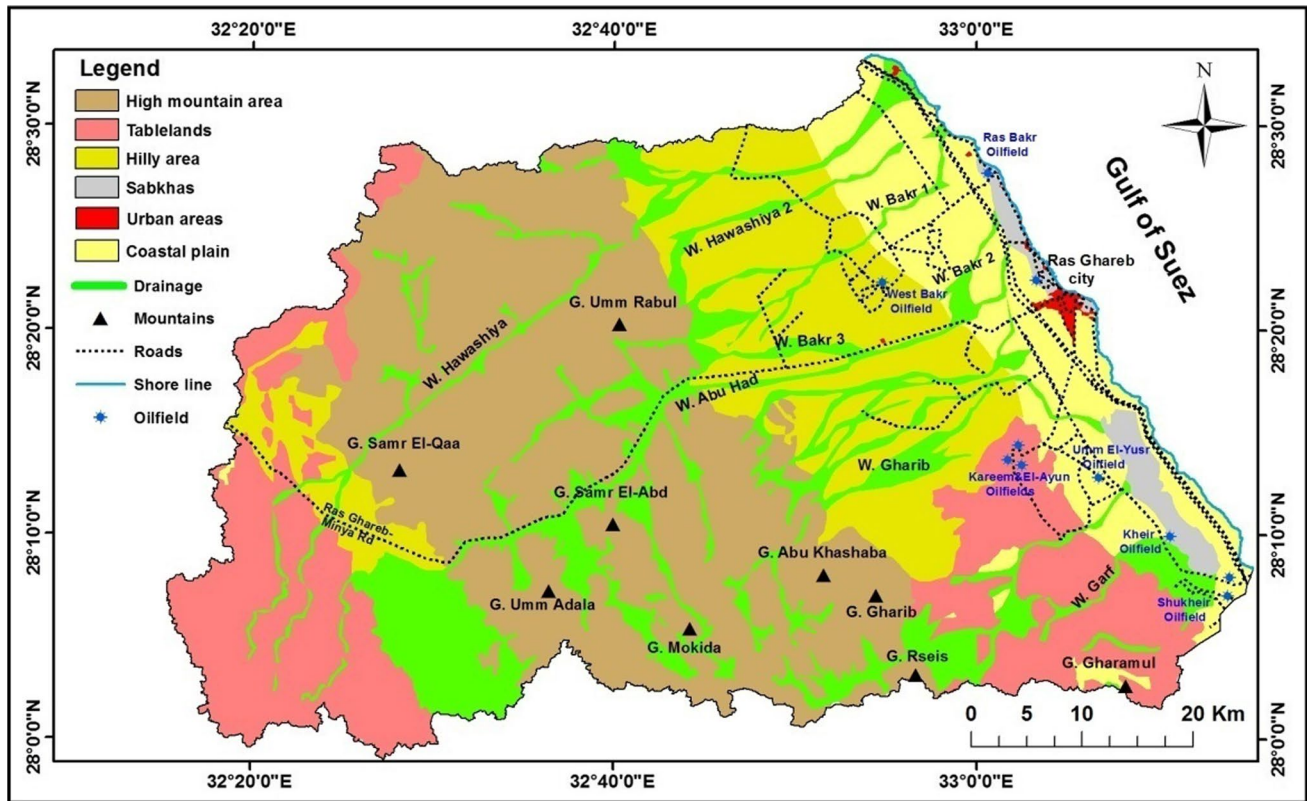 32°20'0"E
32°40'0"E
33°0'0"E
Legend
High mountain area
Tablelands
Hilly area
Sabkhas
Urban areas
Coastal plain
Drainage
Mountains
Roads
Shore line
Oilfield
N
28°30'0"N
28°20'0"N
28°10'0"N
28°0'0"N
28°30'0"N
28°20'0"N
28°10'0"N
28°0'0"N
Ras Bakr
Oilfield
Gulf of Suez
W. Bakr 1
W. Hawashiya 2
W. Bakr 2
Ras Ghareb
city
West Bakr
Oilfield
G. Umm Rabul
W. Hawashiya
W. Bakr 3
W. Abu Had
G. Samr El-Qaa
W. Gharib
Umm El-Yusr
Oilfield
Kareem&El-Ayun
Oilfields
G. Samr El-Abd
Ras Ghareb-
Minya Rd
Kheir
Oilfield
G. Abu Khashaba
W. Garf
G. Umm Adala
G. Gharib
Shukheir
Oilfield
G. Mokida
G. Rseis
G. Gharamul
0 5 10 20 Km
32°20'0"E
32°40'0"E
33°0'0"E